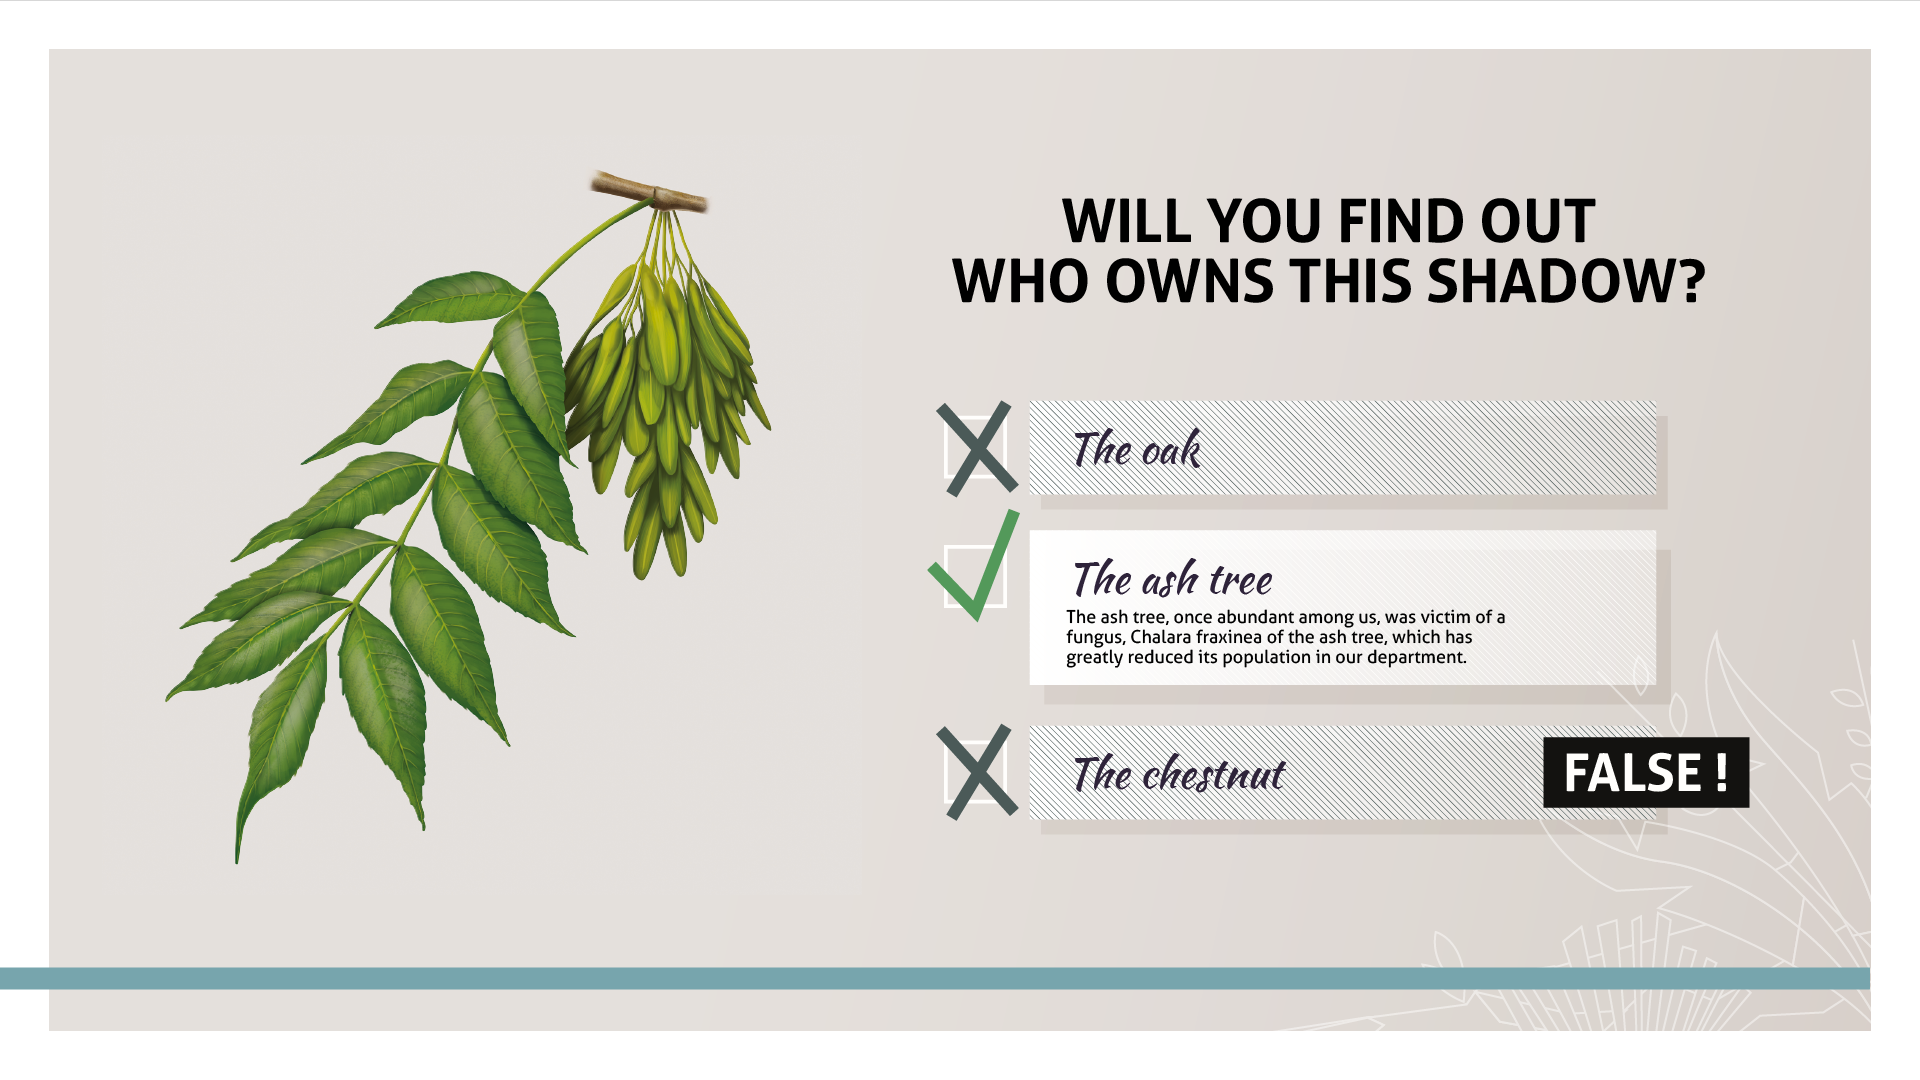 WILL YOU FIND OUT
WHO OWNS THIS SHADOW?
The oak
The ash tree
The ash tree, once abundant among us, was victim of a
fungus, Chalara fraxinea of the ash tree, which has
greatly reduced its population in our department.
The chestnut
FALSE !